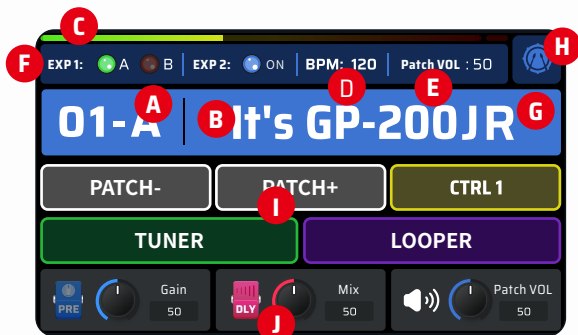 C
H
F EXP 1: A B EXP 2: ON BPM: 120 Patch VOL : 50
A D E
01-A B It's GP-200JR G
PATCH- PATCH+ CTRL 1
I
TUNER LOOPER
Gain Mix Patch VOL
PRE 50 DLY 50 50
J